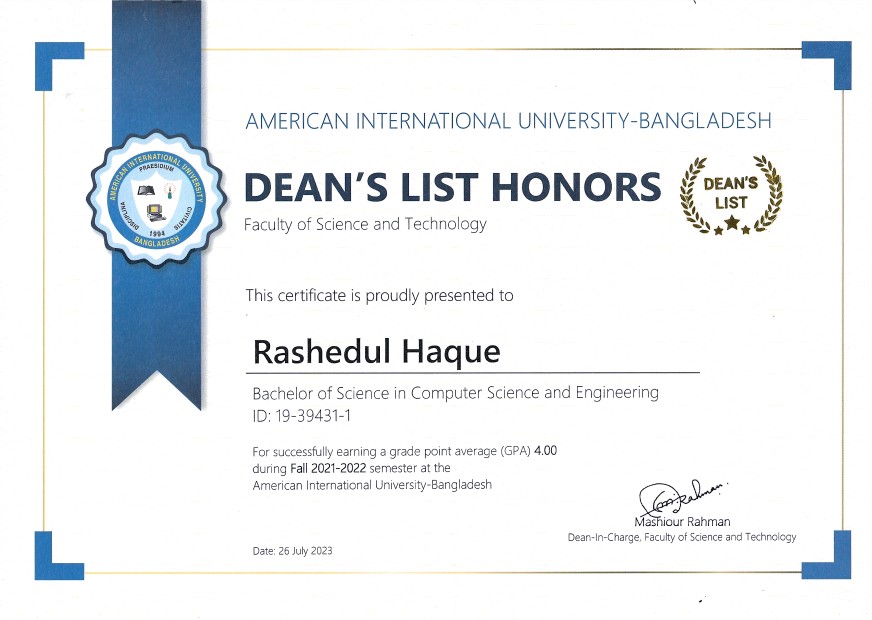 AMERICAN INTERNATIONAL UNIVERSITY-BANGLADESH
AMERICAN INTERNATIONAL UNIVERSITY
PRAESIDIUM
DISCIPLINA
CIVITATIS
1994
BANGLADESH
DEAN'S LIST HONORS
DEAN'S
LIST
Faculty of Science and Technology
This certificate is proudly presented to
Rashedul Haque
Bachelor of Science in Computer Science and Engineering
ID: 19-39431-1
For successfully earning a grade point average (GPA) 4.00
during Fall 2021-2022 semester at the
American International University-Bangladesh
Mashiour Rahman
Dean-In-Charge, Faculty of Science and Technology
Date: 26 July 2023